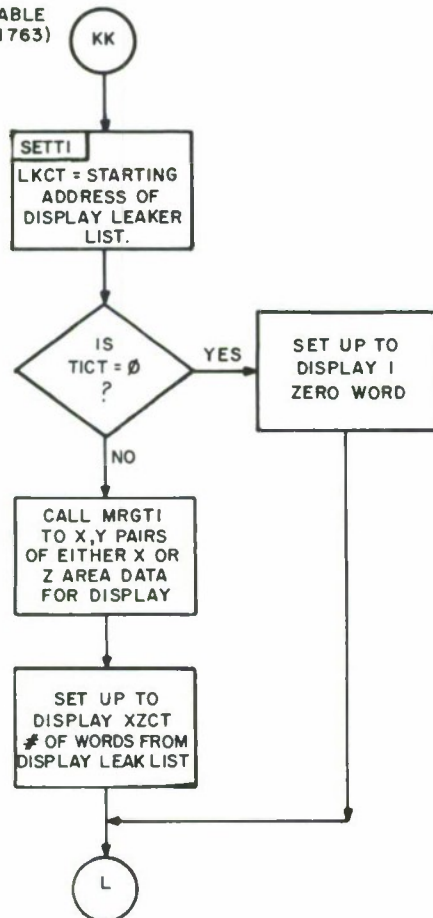 ABLE
1763)
KK
SETTI
LKCT = STARTING
ADDRESS OF
DISPLAY LEAKER
LIST.
IS
TICT = Ø
?
YES
SET UP TO
DISPLAY I
ZERO WORD
NO
CALL MRGTI
TO X,Y PAIRS
OF EITHER X OR
Z AREA DATA
FOR DISPLAY
SET UP TO
DISPLAY XZCT
# OF WORDS FROM
DISPLAY LEAK LIST
L